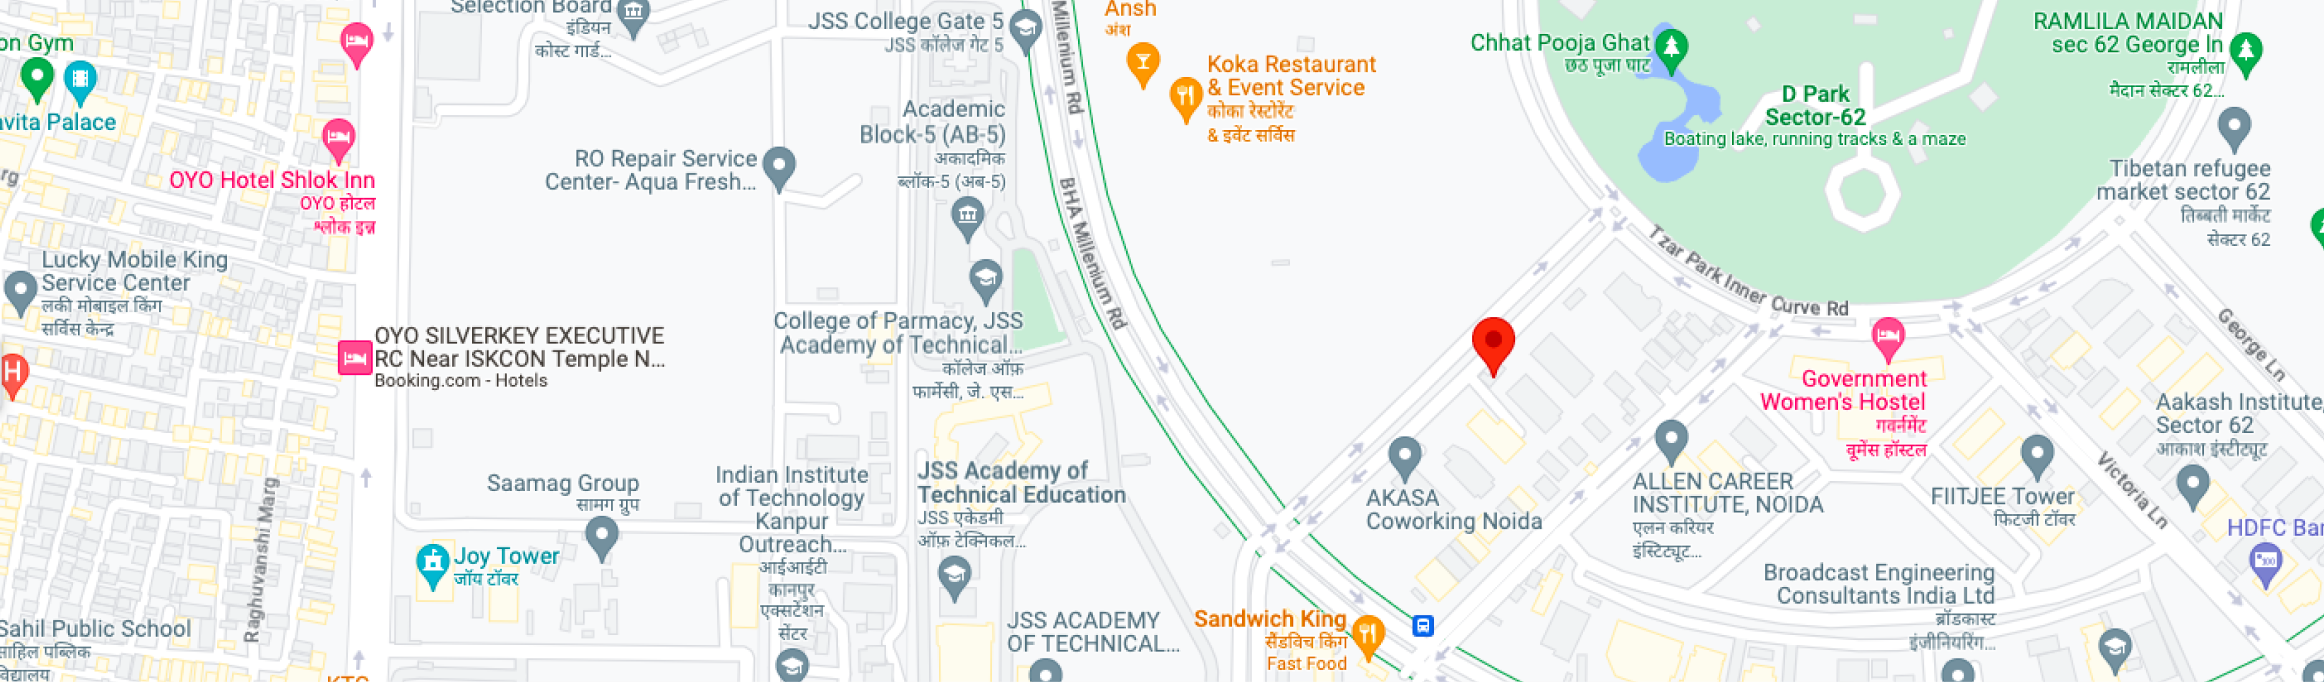 Selection Board
इंडियन
कोस्ट गार्ड...
on Gym
avita Palace
OYO Hotel Shlok Inn
OYO होटल
श्लोक इन्न
Lucky Mobile King
Service Center
लकी मोबाइल किंग
सर्विस केन्द्र
OYO SILVERKEY EXECUTIVE
RC Near ISKCON Temple N...
Booking.com - Hotels
H
Raghuvanshi Marg
Sahil Public School
साहिल पब्लिक
विद्यालय
Joy Tower
जॉय टॉवर
Saamag Group
सामग ग्रुप
RO Repair Service
Center- Aqua Fresh...
JSS College Gate 5
JSS कॉलेज गेट 5
Academic
Block-5 (AB-5)
अकादमिक
ब्लॉक-5 (अब-5)
College of Parmacy, JSS
Academy of Technical...
कॉलेज ऑफ़
फार्मेसी, जे. एस...
Indian Institute
of Technology
Kanpur
Outreach...
आईआईटी
कानपुर
एक्सटेंशन
सेंटर
JSS Academy of
Technical Education
JSS एकेडमी
ऑफ़ टेक्निकल...
JSS ACADEMY
OF TECHNICAL...
Millenium Rd
BHA Millenium Rd
Ansh
अंश
Koka Restaurant
& Event Service
कोका रेस्टोरेंट
& इवेंट सर्विस
Sandwich King
सैंडविच किंग
Fast Food
AKASA
Coworking Noida
Chhat Pooja Ghat
छठ पूजा घाट
D Park
Sector-62
Boating lake, running tracks & a maze
RAMLILA MAIDAN
sec 62 George ln
रामलीला
मैदान सेक्टर 62...
Tibetan refugee
market sector 62
तिब्बती मार्केट
सेक्टर 62
Tzar Park Inner Curve Rd
Government
Women's Hostel
गवर्नमेंट
वूमेंस हॉस्टल
ALLEN CAREER
INSTITUTE, NOIDA
एलन करियर
इंस्टिट्यूट...
FIITJEE Tower
फिटजी टॉवर
Broadcast Engineering
Consultants India Ltd
ब्रॉडकास्ट
इंजीनियरिंग...
Victoria Ln
George Ln
Aakash Institute,
Sector 62
आकाश इंस्टीट्यूट
HDFC Ban